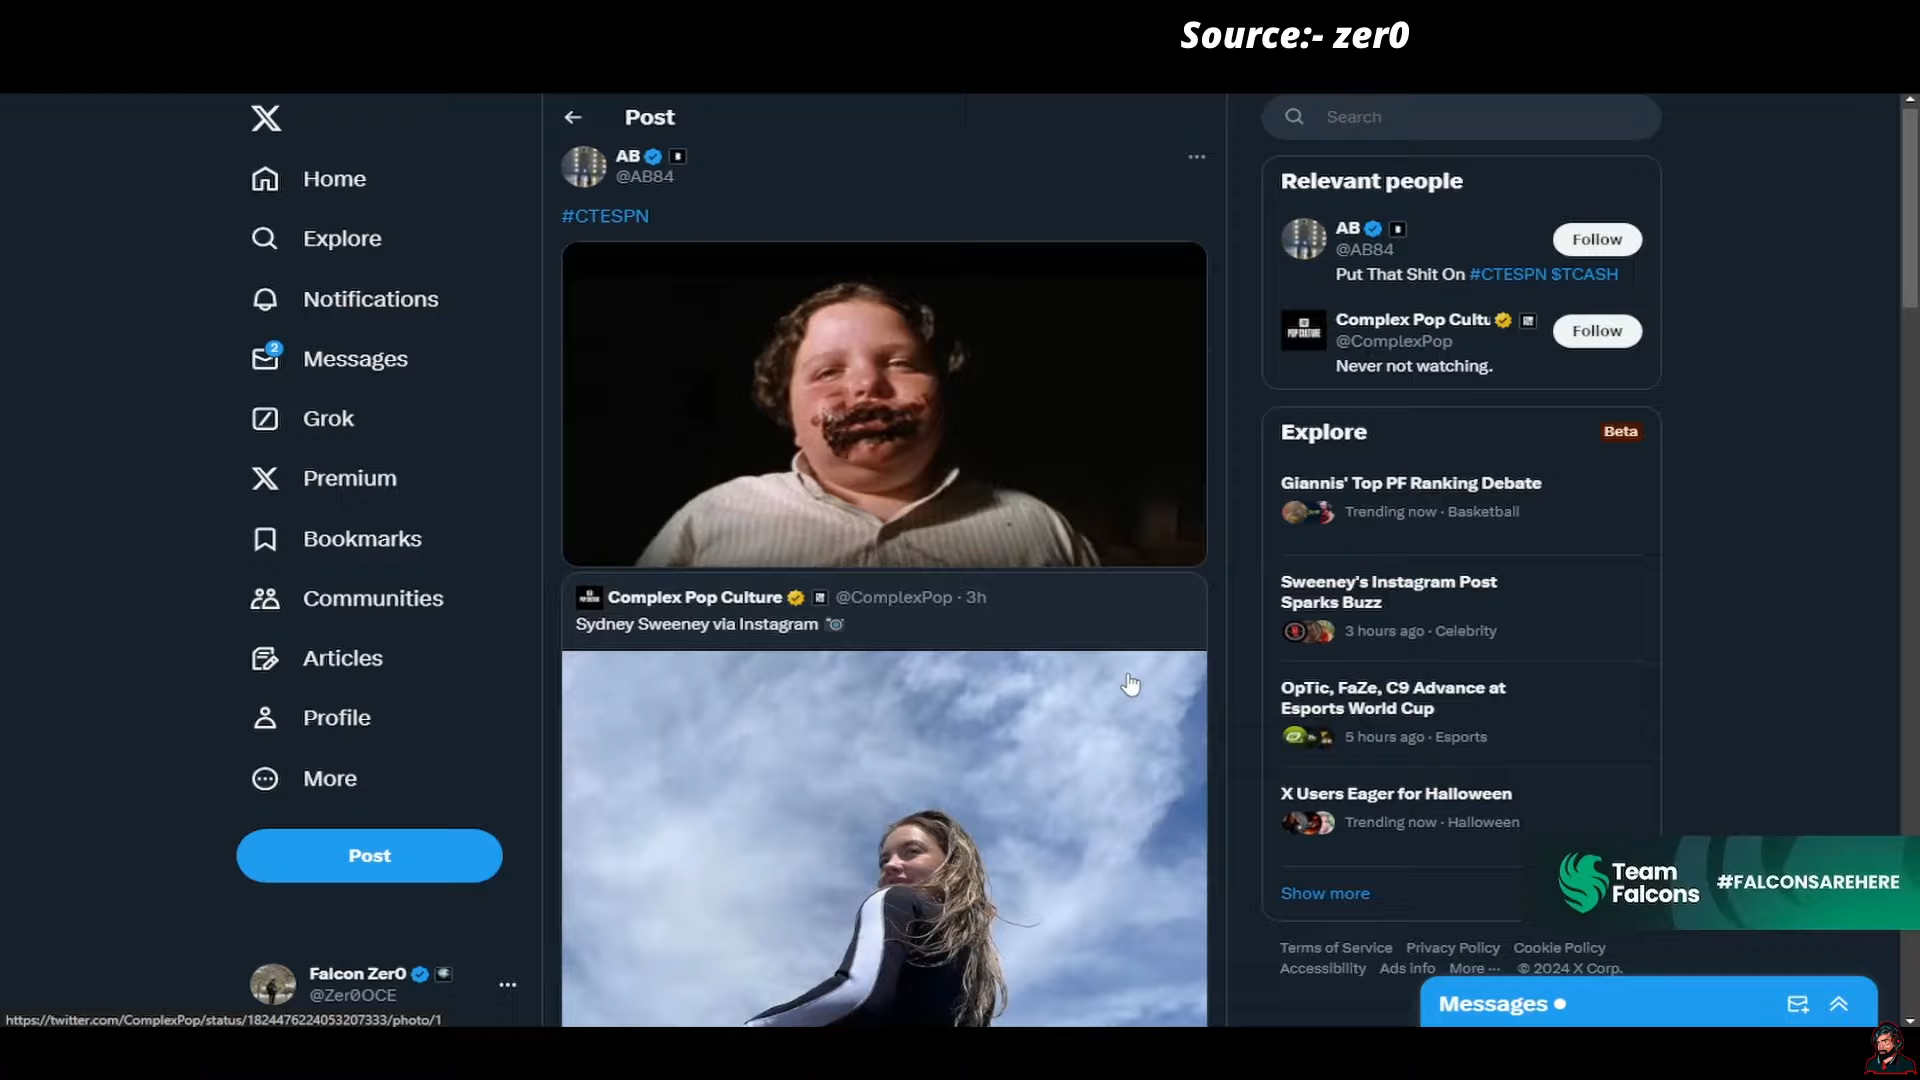 Source:- zer0
Post
Search
Home
Explore
Notifications
2
Messages
Grok
Premium
Bookmarks
Communities
Articles
Profile
More
Post
Falcon Zer0
@Zer0OCE
AB
@AB84
#CTESPN
POP CULTURE
Complex Pop Culture @ComplexPop · 3h
Sydney Sweeney via Instagram
Relevant people
AB
@AB84
Follow
Put That Shit On #CTESPN $TCASH
POP CULTURE
Complex Pop Cultu
@ComplexPop
Follow
Never not watching.
Explore
Beta
Giannis' Top PF Ranking Debate
Trending now · Basketball
Sweeney's Instagram Post
Sparks Buzz
3 hours ago · Celebrity
OpTic, FaZe, C9 Advance at
Esports World Cup
5 hours ago · Esports
X Users Eager for Halloween
Trending now · Halloween
Show more
Team
Falcons
#FALCONSAREHERE
Terms of Service Privacy Policy Cookie Policy
Accessibility Ads info More ··· © 2024 X Corp.
Messages
https://twitter.com/ComplexPop/status/1824476224053207333/photo/1